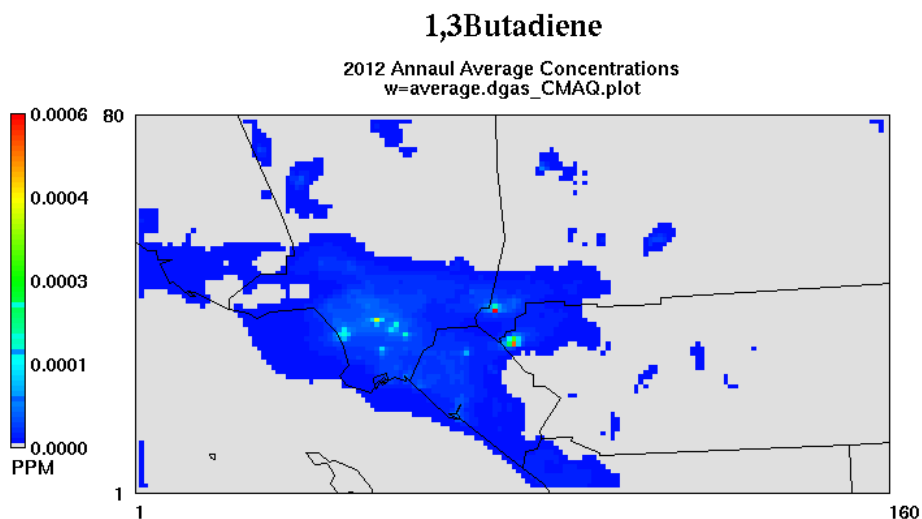 1,3Butadiene
2012 Annaul Average Concentrations
w=average.dgas_CMAQ.plot
0.0006
0.0004
0.0003
0.0001
0.0000
PPM
80
1
1
160